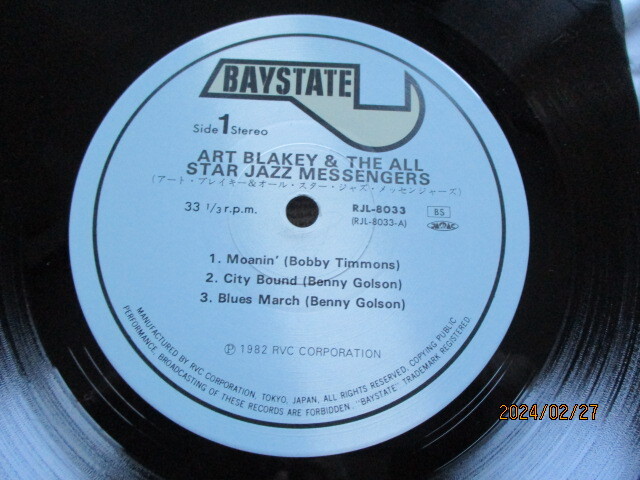 BAYSTATE
Side 1 Stereo
ART BLAKEY & THE ALL
STAR JAZZ MESSENGERS
(アート・ブレイキー&オール・スター・ジャズ・メッセンジャーズ)
33 1/3 r.p.m.
RJL-8033
(RJL-8033-A)
BS
1. Moanin' (Bobby Timmons)
2. City Bound (Benny Golson)
3. Blues March (Benny Golson)
Ⓟ 1982 RVC CORPORATION
MANUFACTURED BY RVC CORPORATION, TOKYO, JAPAN. ALL RIGHTS RESERVED. COPYING PUBLIC
PERFORMANCE. BROADCASTING OF THESE RECORDS ARE FORBIDDEN. "BAYSTATE" TRADEMARK REGISTERED.
2024/02/27